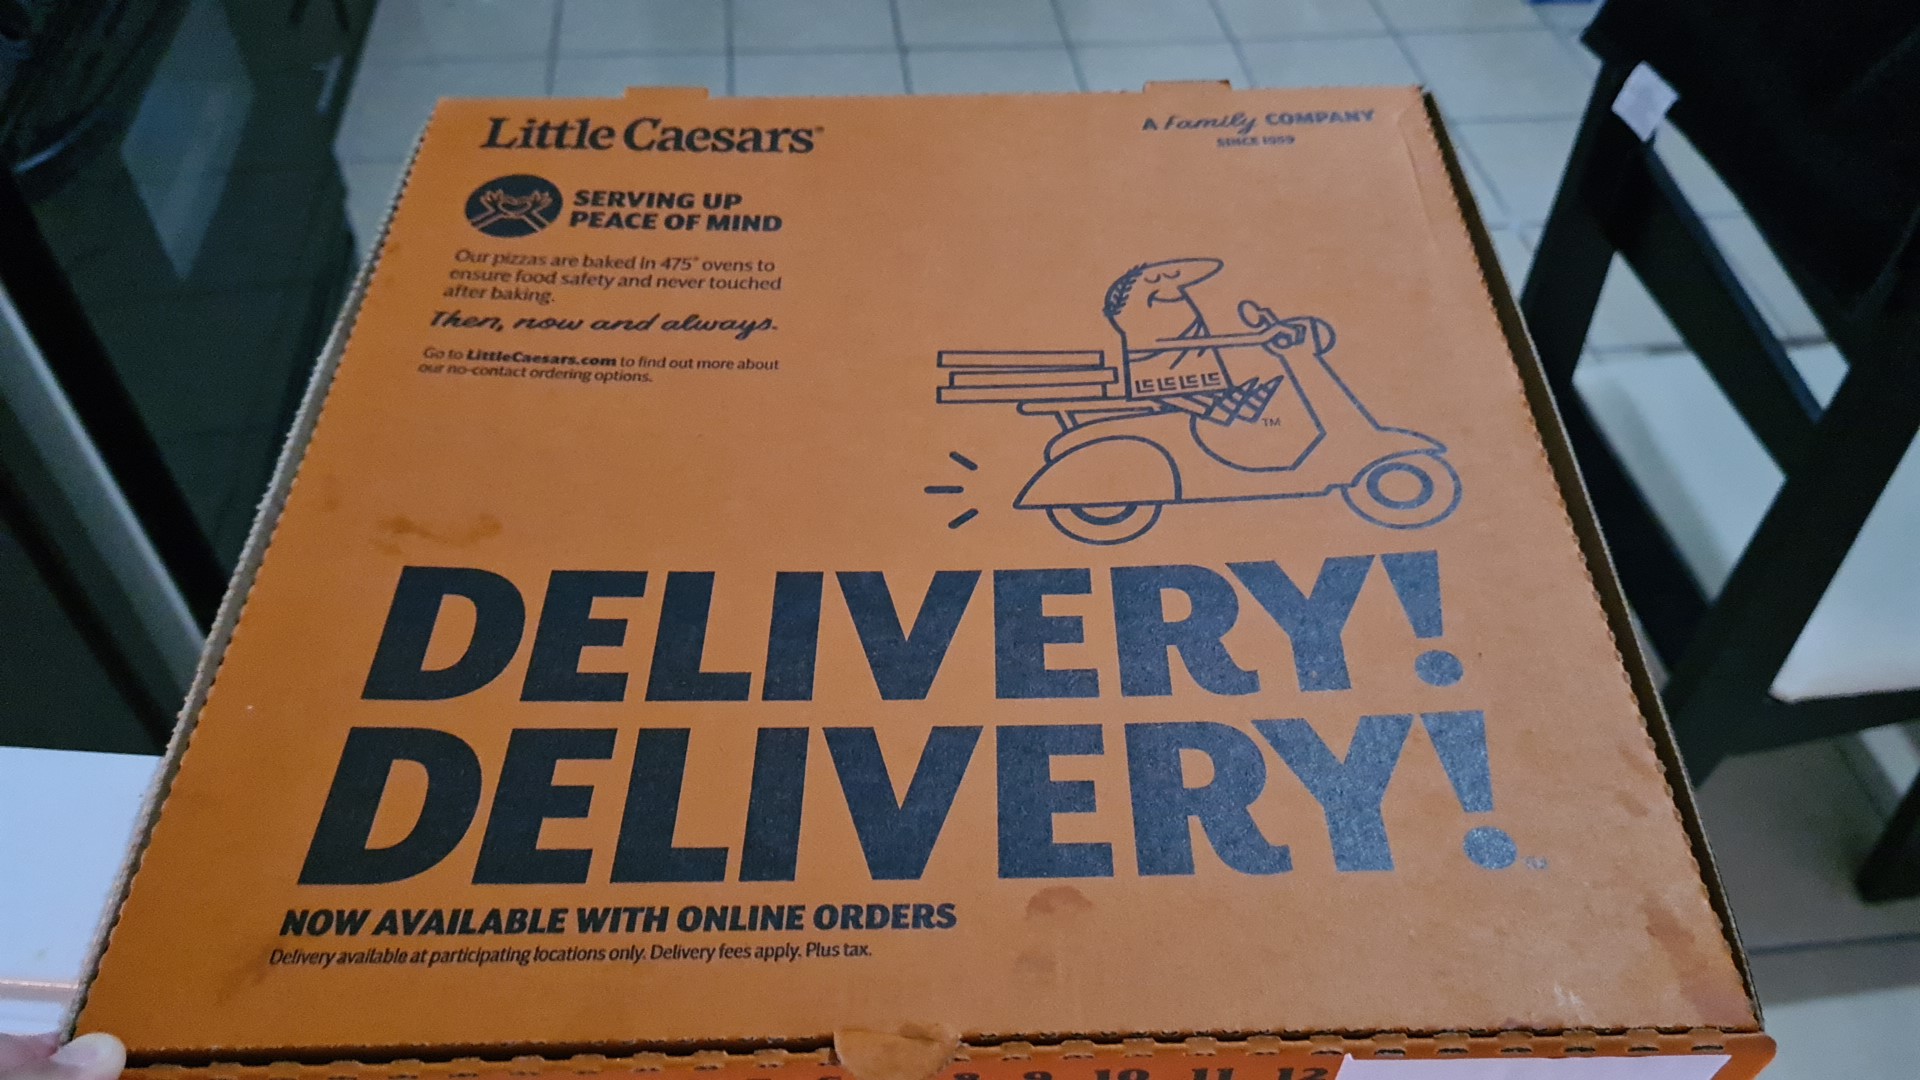 Little Caesars®
A Family COMPANY
SINCE 1959
SERVING UP
PEACE OF MIND
Our pizzas are baked in 475° ovens to
ensure food safety and never touched
after baking.
Then, now and always.
Go to LittleCaesars.com to find out more about
our no-contact ordering options.
TM
DELIVERY!
DELIVERY!
NOW AVAILABLE WITH ONLINE ORDERS
Delivery available at participating locations only. Delivery fees apply. Plus tax.
8 9 10 11 12